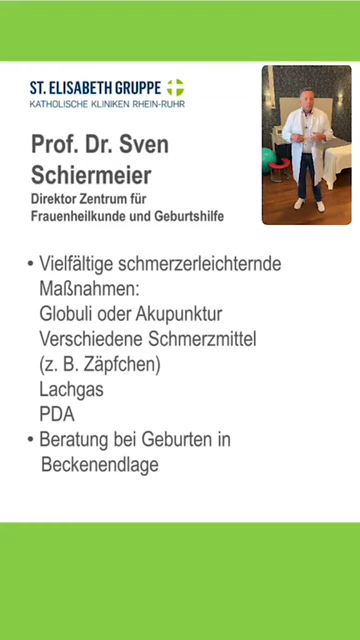 ST. ELISABETH GRUPPE
KATHOLISCHE KLINIKEN RHEIN-RUHR
Prof. Dr. Sven
Schiermeier
Direktor Zentrum für
Frauenheilkunde und Geburtshilfe
• Vielfältige schmerzerleichternde
Maßnahmen:
Globuli oder Akupunktur
Verschiedene Schmerzmittel
(z. B. Zäpfchen)
Lachgas
PDA
• Beratung bei Geburten in
Beckenendlage